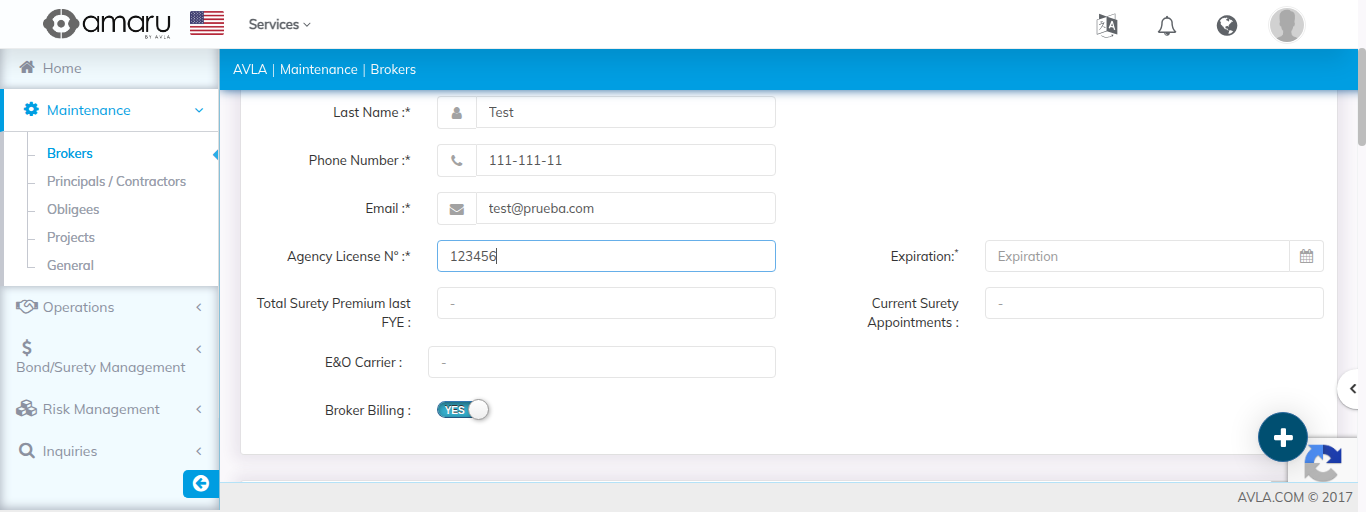 amaru
BY AVLA
Services
Home
Maintenance
Brokers
Principals / Contractors
Obligees
Projects
General
Operations
Bond/Surety Management
Risk Management
Inquiries
AVLA | Maintenance | Brokers
Last Name :*
Test
Phone Number :*
111-111-11
Email :*
test@prueba.com
Agency License N° :*
123456
Expiration:*
Expiration
Total Surety Premium last
FYE :
-
Current Surety
Appointments :
-
E&O Carrier :
-
Broker Billing :
YES
AVLA.COM © 2017